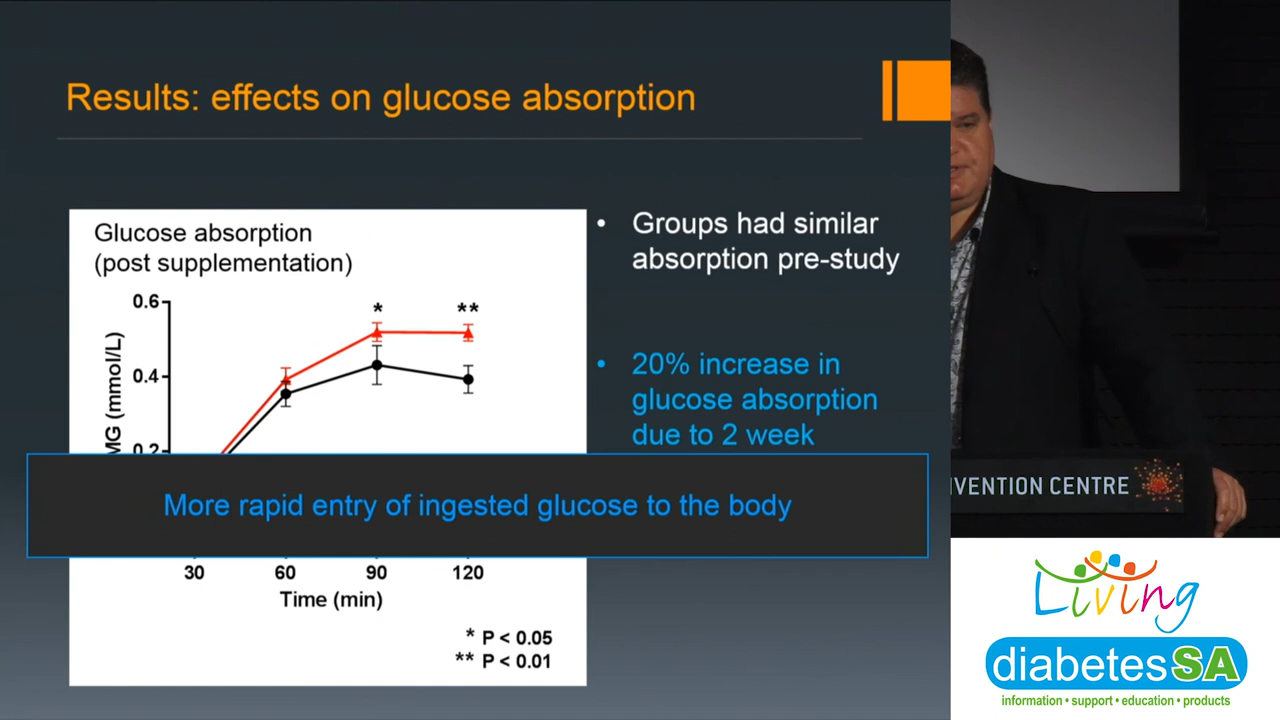 Results: effects on glucose absorption
Glucose absorption
(post supplementation)
0.6
*
**
0.4
MG (mmol/L)
0.2
30
60
90
120
Time (min)
* P < 0.05
** P < 0.01
• Groups had similar
absorption pre-study
• 20% increase in
glucose absorption
due to 2 week
More rapid entry of ingested glucose to the body
VENTION CENTRE
Living
diabetesSA
information • support • education • products